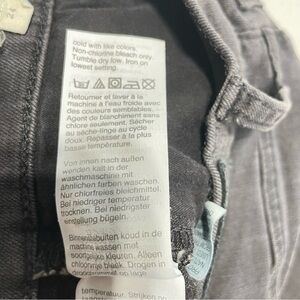 cold with like colors.
Non-chlorine bleach only.
Tumble dry low. Iron on
lowest setting.
Retourner et laver à la
machine à l'eau froide avec
de couleurs semblables.
Agent de blanchiment sans
chlore seulement. Sécher
au sèche-linge au cycle
doux. Repasser à la plus
basse température.
Von innen nach außen
wenden kalt in der
waschmaschine mit
ähnlichen farben waschen.
Nur chlorfreies bleichmittel.
Bei niedriger temperatur
trocknen. Bei niedrigster
einstellung bügeln.
Binnenstebuiten koud in de
machine wassen met
soortgelijke kleuren. Alleen
chloorvrije bleek. Drogen in
temperatuur. Strijken op